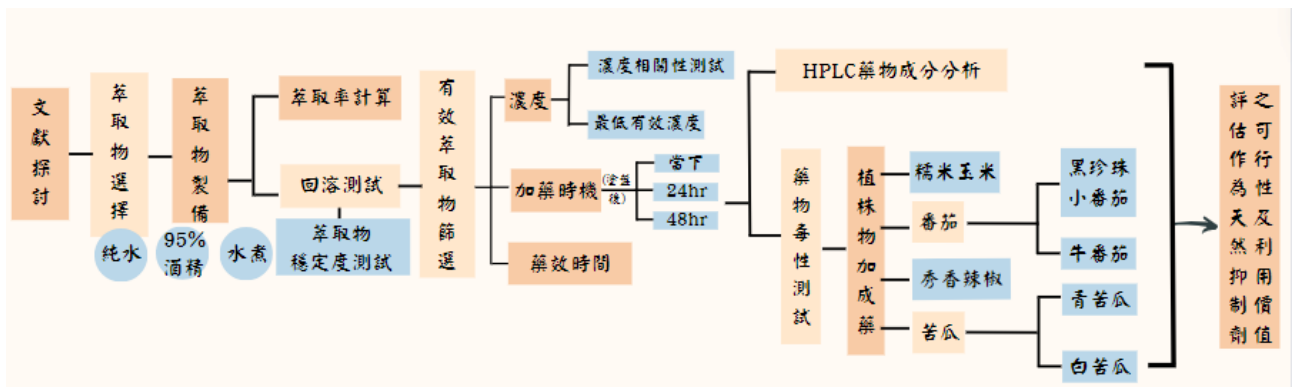 文獻探討
萃取物選擇
萃取物製備
純水
95%
酒精
水煮
萃取率計算
回溶測試
萃取物
穩定度測試
有效萃取物篩選
濃度
濃度相關性測試
最低有效濃度
加藥時機
(塗盤
後)
當下
24hr
48hr
藥效時間
HPLC藥物成分分析
藥物毒性測試
植株物加成藥
糯米玉米
番茄
黑珍珠
小番茄
牛番茄
秀香辣椒
苦瓜
青苦瓜
白苦瓜
評估作為天然抑制劑
之可行性及利用價值